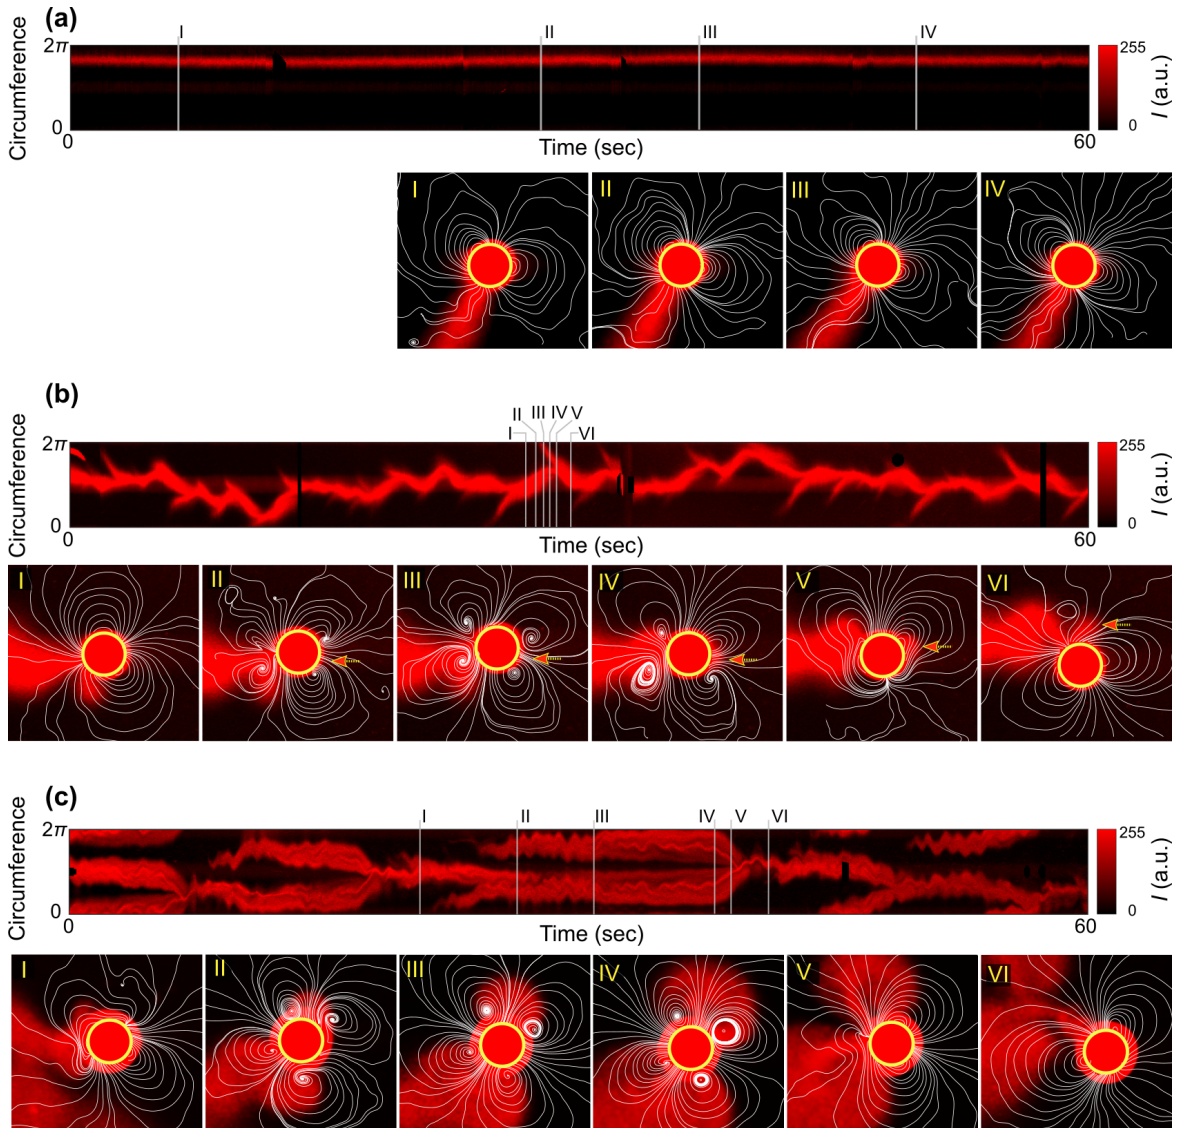 (a)
I II III IV
2π
0
Circumference
0 Time (sec) 60
255
0
I (a.u.)
I II III IV
(b)
II III IV V
I VI
2π
0
Circumference
0 Time (sec) 60
255
0
I (a.u.)
I II III IV V VI
(c)
I II III IV V VI
2π
0
Circumference
0 Time (sec) 60
255
0
I (a.u.)
I II III IV V VI